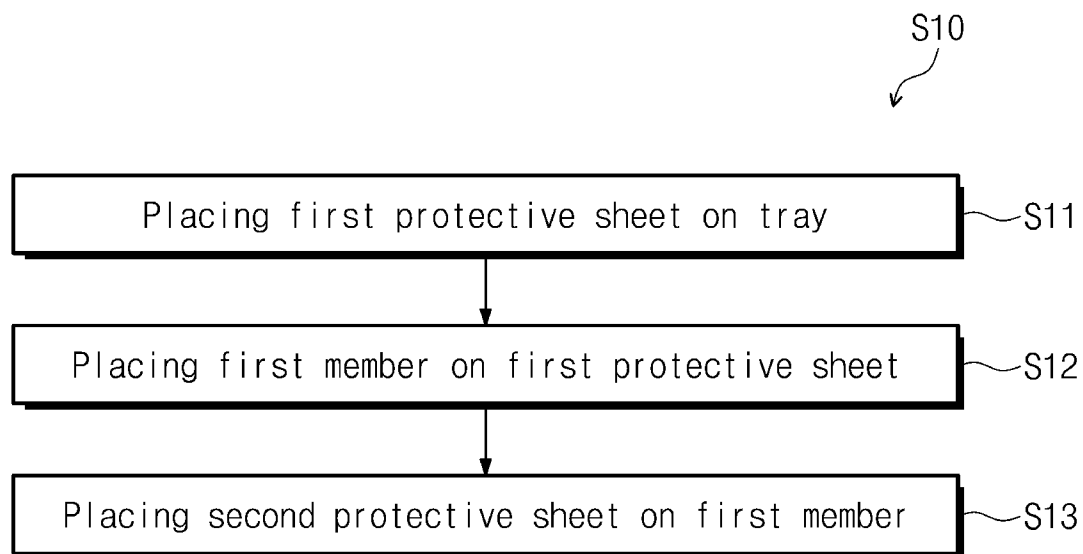 S10
Placing first protective sheet on tray
S11
Placing first member on first protective sheet
S12
Placing second protective sheet on first member
S13